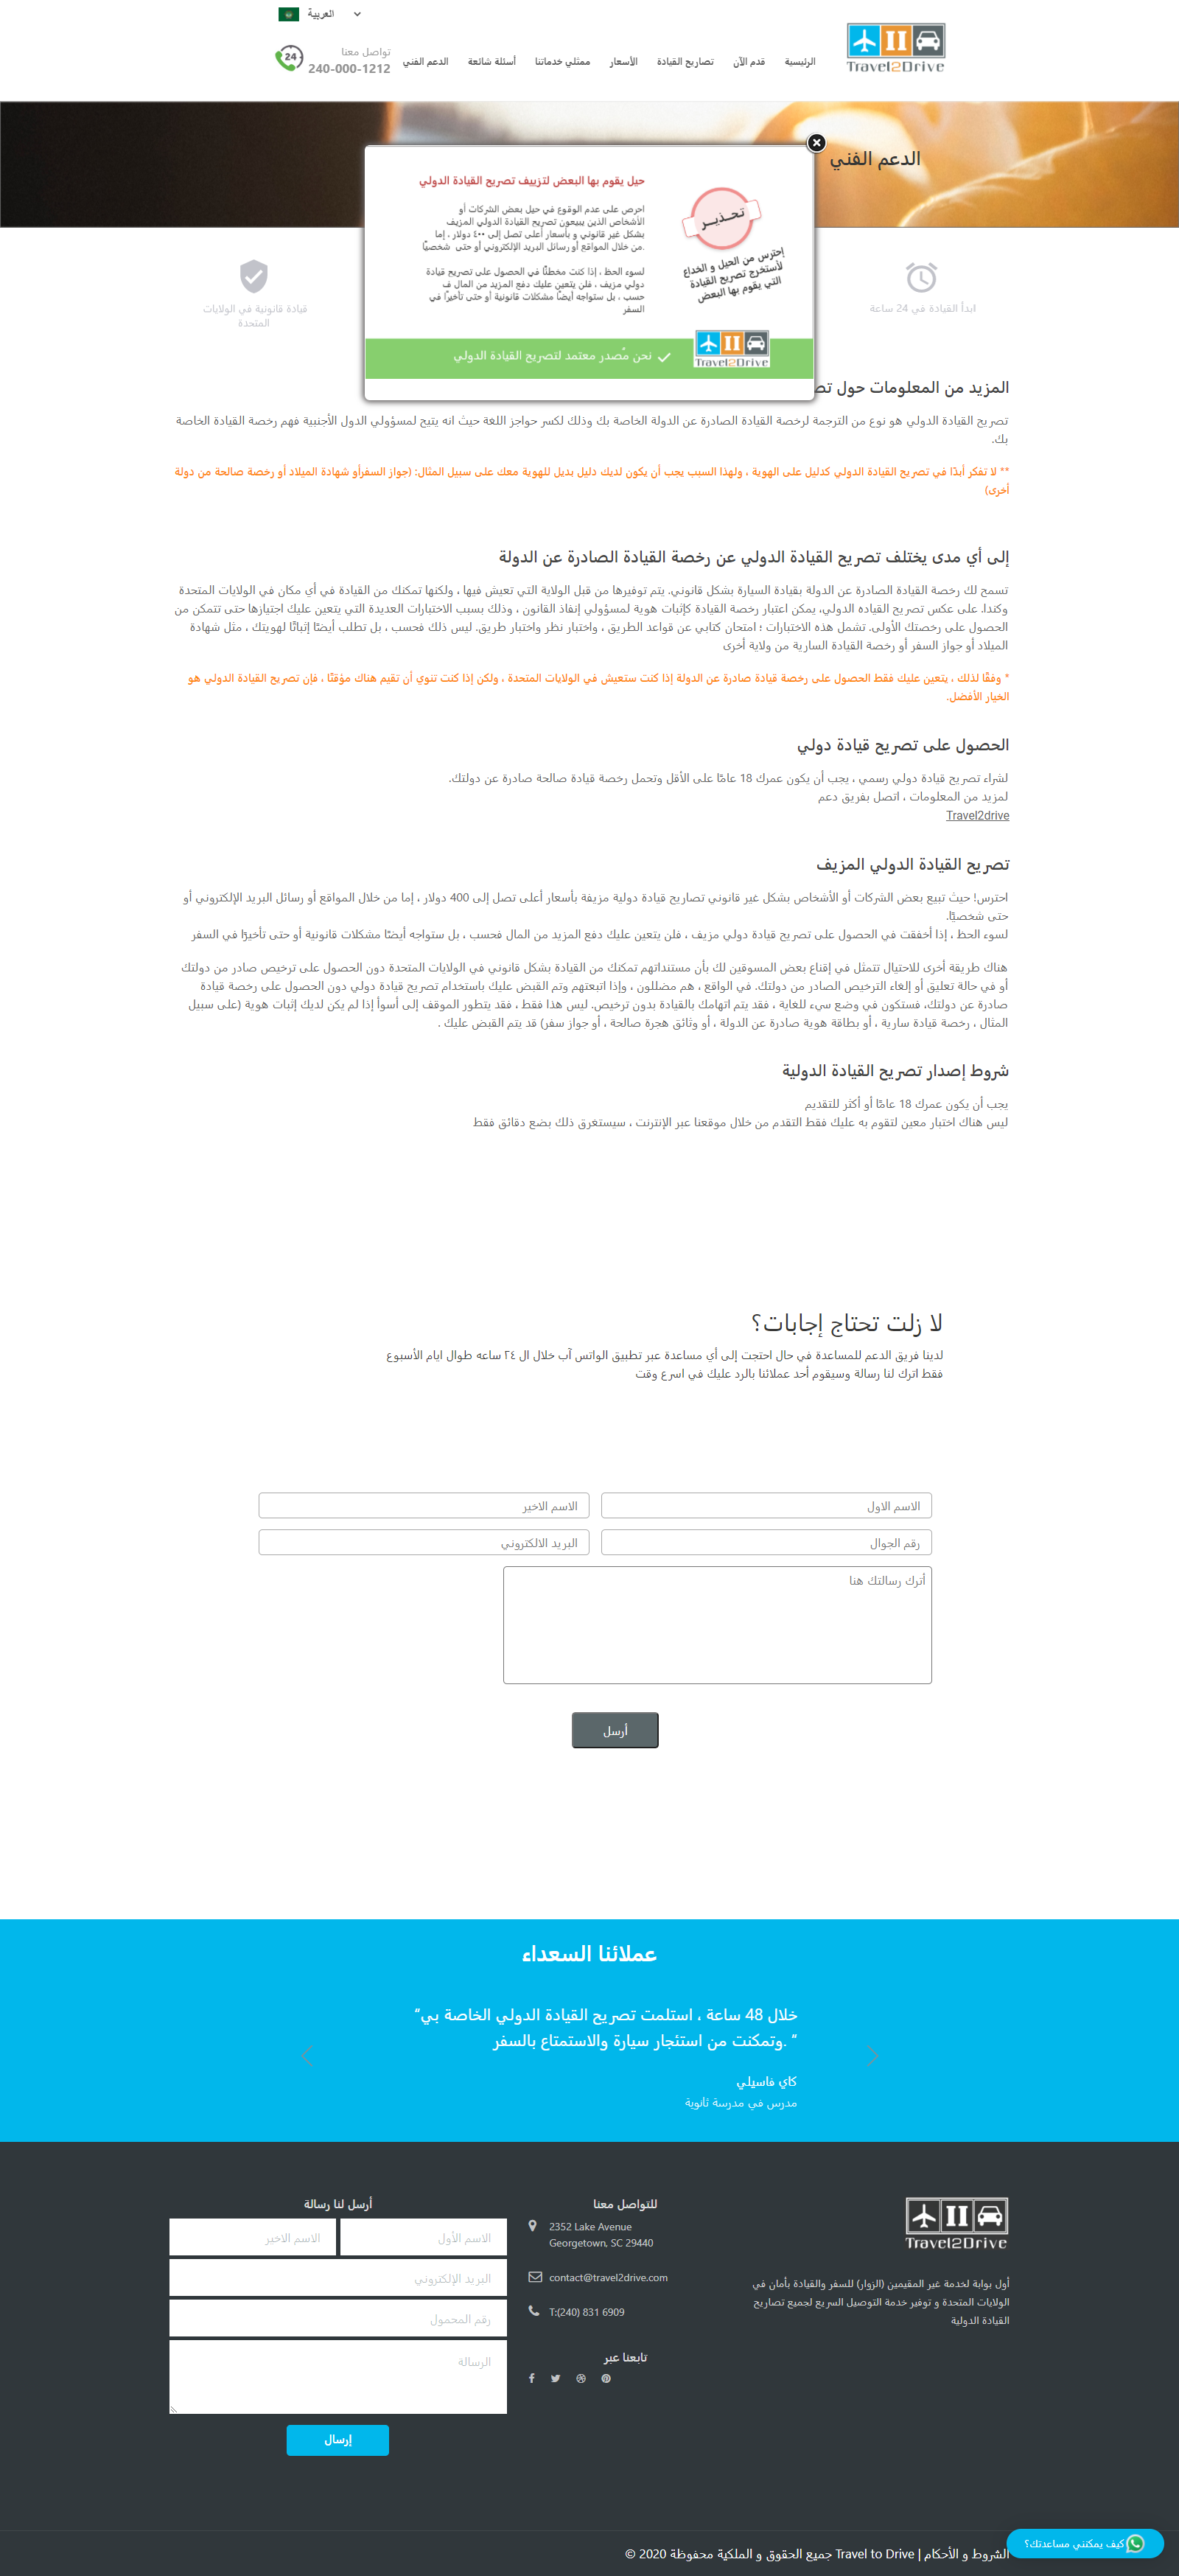 العربية
Travel2Drive
الرئيسية
قدم الآن
تصاريح القيادة
الأسعار
ممثلي خدماتنا
أسئلة شائعة
الدعم الفني
تواصل معنا
240-000-1212
24
الدعم الفني
حيل يقوم بها البعض لتزييف تصريح القيادة الدولي
احرص على عدم الوقوع في حيل بعض الشركات أو
الأشخاص الذين يبيعون تصريح القيادة الدولي المزيف
بشكل غير قانوني و بأسعار أعلى تصل إلى ٤٠٠ دولار ، إما
.من خلال المواقع أو رسائل البريد الإلكتروني أو حتى شخصيًا
لسوء الحظ ، إذا كنت مخطئًا في الحصول على تصريح قيادة
دولي مزيف ، فلن يتعين عليك دفع المزيد من المال ف
حسب ، بل ستواجه أيضًا مشكلات قانونية أو حتى تأخيرًا في
السفر
تحذير
إحترس من الحيل و الخداع
لأستخرج تصريح القيادة
التي يقوم بها البعض
نحن مُصدر معتمد لتصريح القيادة الدولي
Travel2Drive
ابدأ القيادة في 24 ساعة
قيادة قانونية في الولايات
المتحدة
المزيد من المعلومات حول تص
تصريح القيادة الدولي هو نوع من الترجمة لرخصة القيادة الصادرة عن الدولة الخاصة بك وذلك لكسر حواجز اللغة حيث انه يتيح لمسؤولي الدول الأجنبية فهم رخصة القيادة الخاصة
بك.
** لا تفكر أبدًا في تصريح القيادة الدولي كدليل على الهوية ، ولهذا السبب يجب أن يكون لديك دليل بديل للهوية معك على سبيل المثال: (جواز السفرأو شهادة الميلاد أو رخصة صالحة من دولة
أخرى)
إلى أي مدى يختلف تصريح القيادة الدولي عن رخصة القيادة الصادرة عن الدولة
تسمح لك رخصة القيادة الصادرة عن الدولة بقيادة السيارة بشكل قانوني. يتم توفيرها من قبل الولاية التي تعيش فيها ، ولكنها تمكنك من القيادة في أي مكان في الولايات المتحدة
وكندا. على عكس تصريح القياده الدولي، يمكن اعتبار رخصة القيادة كإثبات هوية لمسؤولي إنفاذ القانون ، وذلك بسبب الاختبارات العديدة التي يتعين عليك اجتيازها حتى تتمكن من
الحصول على رخصتك الأولى. تشمل هذه الاختبارات ؛ امتحان كتابي عن قواعد الطريق ، واختبار نظر واختبار طريق. ليس ذلك فحسب ، بل تطلب أيضًا إثباتًا لهويتك ، مثل شهادة
الميلاد أو جواز السفر أو رخصة القيادة السارية من ولاية أخرى
* وفقًا لذلك ، يتعين عليك فقط الحصول على رخصة قيادة صادرة عن الدولة إذا كنت ستعيش في الولايات المتحدة ، ولكن إذا كنت تنوي أن تقيم هناك مؤقتًا ، فإن تصريح القيادة الدولي هو
الخيار الأفضل.
الحصول على تصريح قيادة دولي
لشراء تصريح قيادة دولي رسمي ، يجب أن يكون عمرك 18 عامًا على الأقل وتحمل رخصة قيادة صالحة صادرة عن دولتك.
لمزيد من المعلومات ، اتصل بفريق دعم
Travel2drive
تصريح القيادة الدولي المزيف
احترس! حيث تبيع بعض الشركات أو الأشخاص بشكل غير قانوني تصاريح قيادة دولية مزيفة بأسعار أعلى تصل إلى 400 دولار ، إما من خلال المواقع أو رسائل البريد الإلكتروني أو
حتى شخصيًا.
لسوء الحظ ، إذا أخفقت في الحصول على تصريح قيادة دولي مزيف ، فلن يتعين عليك دفع المزيد من المال فحسب ، بل ستواجه أيضًا مشكلات قانونية أو حتى تأخيرًا في السفر
هناك طريقة أخرى للاحتيال تتمثل في إقناع بعض المسوقين لك بأن مستنداتهم تمكنك من القيادة بشكل قانوني في الولايات المتحدة دون الحصول على ترخيص صادر من دولتك
أو في حالة تعليق أو إلغاء الترخيص الصادر من دولتك. في الواقع ، هم مضللون ، وإذا اتبعتهم وتم القبض عليك باستخدام تصريح قيادة دولي دون الحصول على رخصة قيادة
صادرة عن دولتك، فستكون في وضع سيء للغاية ، فقد يتم اتهامك بالقيادة بدون ترخيص. ليس هذا فقط ، فقد يتطور الموقف إلى أسوأ إذا لم يكن لديك إثبات هوية (على سبيل
المثال ، رخصة قيادة سارية ، أو بطاقة هوية صادرة عن الدولة ، أو وثائق هجرة صالحة ، أو جواز سفر) قد يتم القبض عليك .
شروط إصدار تصريح القيادة الدولية
يجب أن يكون عمرك 18 عامًا أو أكثر للتقديم
ليس هناك اختبار معين لتقوم به عليك فقط التقدم من خلال موقعنا عبر الإنترنت ، سيستغرق ذلك بضع دقائق فقط
لا زلت تحتاج إجابات؟
لدينا فريق الدعم للمساعدة في حال احتجت إلى أي مساعدة عبر تطبيق الواتس آب خلال ال ٢٤ ساعه طوال ايام الأسبوع
فقط اترك لنا رسالة وسيقوم أحد عملائنا بالرد عليك في اسرع وقت
الاسم الاول
الاسم الاخير
رقم الجوال
البريد الالكتروني
أترك رسالتك هنا
أرسل
عملائنا السعداء
خلال 48 ساعة ، استلمت تصريح القيادة الدولي الخاصة بي“
“ .وتمكنت من استئجار سيارة والاستمتاع بالسفر
كاي فاسيلي
مدرس في مدرسة ثانوية
Travel2Drive
أول بوابة لخدمة غير المقيمين (الزوار) للسفر والقيادة بأمان في
الولايات المتحدة و توفير خدمة التوصيل السريع لجميع تصاريح
القيادة الدولية
للتواصل معنا
2352 Lake Avenue
Georgetown, SC 29440
contact@travel2drive.com
T:(240) 831 6909
تابعنا عبر
أرسل لنا رسالة
الاسم الأول
الاسم الاخير
البريد الإلكتروني
رقم المحمول
الرسالة
إرسال
كيف يمكنني مساعدتك؟
الشروط و الأحكام | Travel to Drive جميع الحقوق و الملكية محفوظة 2020 ©